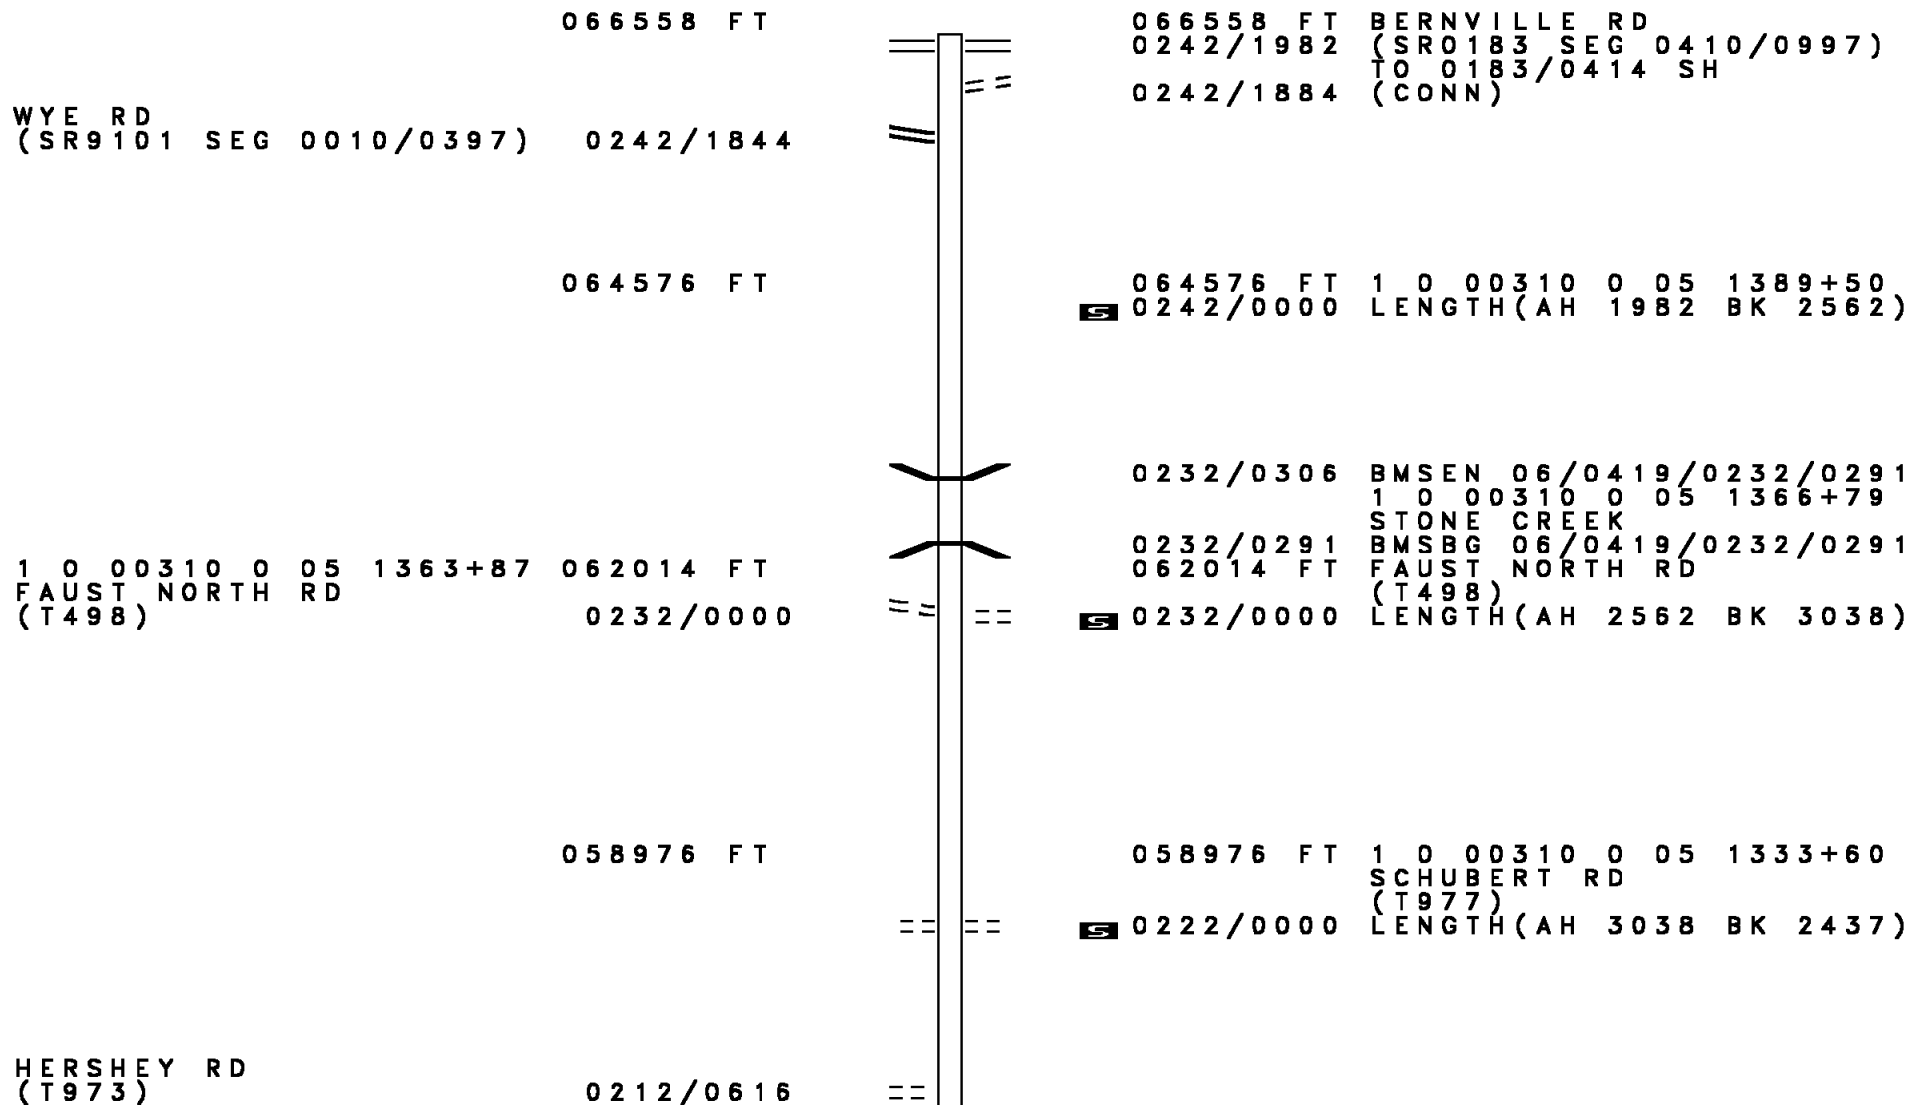 066558 FT 066558 FT BERNVILLE RD
0242/1982 (SR0183 SEG 0410/0997)
TO 0183/0414 SH
0242/1884 (CONN)
WYE RD
(SR9101 SEG 0010/0397) 0242/1844
064576 FT 064576 FT 1 0 00310 0 05 1389+50
S 0242/0000 LENGTH(AH 1982 BK 2562)
0232/0306 BMSEN 06/0419/0232/0291
1 0 00310 0 05 1366+79
STONE CREEK
0232/0291 BMSBG 06/0419/0232/0291
1 0 00310 0 05 1363+87 062014 FT 062014 FT FAUST NORTH RD
FAUST NORTH RD (T498)
(T498) 0232/0000 S 0232/0000 LENGTH(AH 2562 BK 3038)
058976 FT 058976 FT 1 0 00310 0 05 1333+60
SCHUBERT RD
(T977)
S 0222/0000 LENGTH(AH 3038 BK 2437)
HERSHEY RD
(T973) 0212/0616